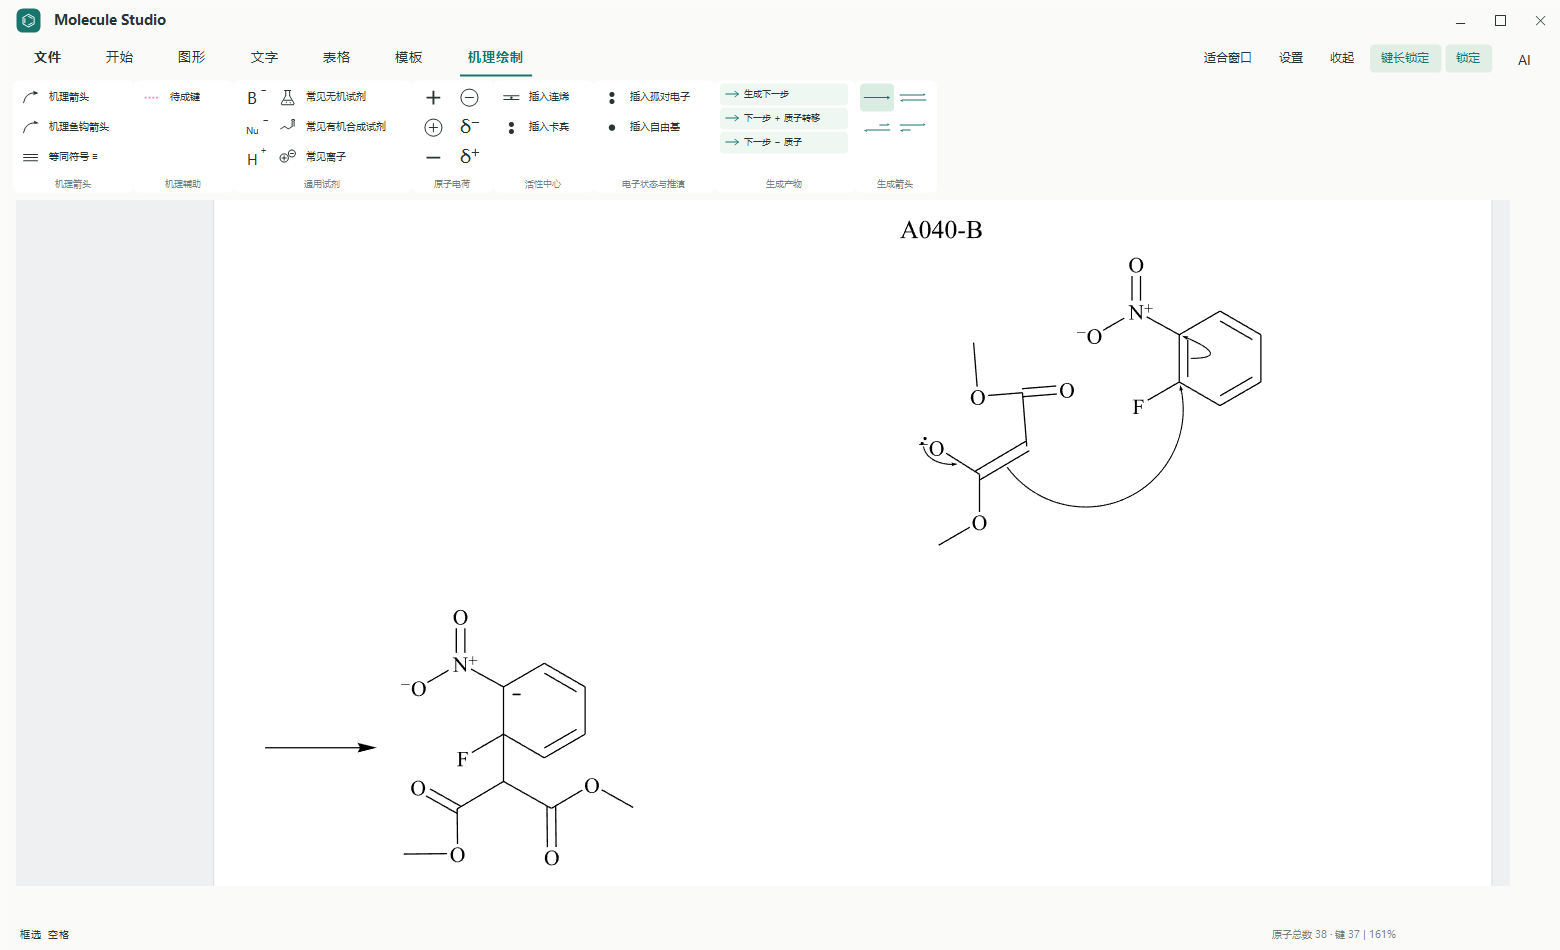 Molecule Studio
文件 开始 图形 文字 表格 模板 机理绘制 适合窗口 设置 收起 键长锁定 锁定 AI
机理箭头 待成键 B⁻ 常见无机试剂 + ⊖ 插入连烯 插入孤对电子 生成下一步
机理鱼钩箭头 Nu⁻ 常见有机合成试剂 ⊕ δ⁻ 插入卡宾 插入自由基 下一步 + 质子转移
等同符号 ≡ H⁺ 常见离子 − δ⁺ 下一步 − 质子
机理箭头 机理辅助 通用试剂 原子电荷 活性中心 电子状态与推演 生成产物 生成箭头
A040-B
O
N⁺
⁻O
O
O
F
⁻O
O
O
N⁺
⁻O
−
F
O
O
O
O
框选 空格
原子总数 38 · 键 37 | 161%